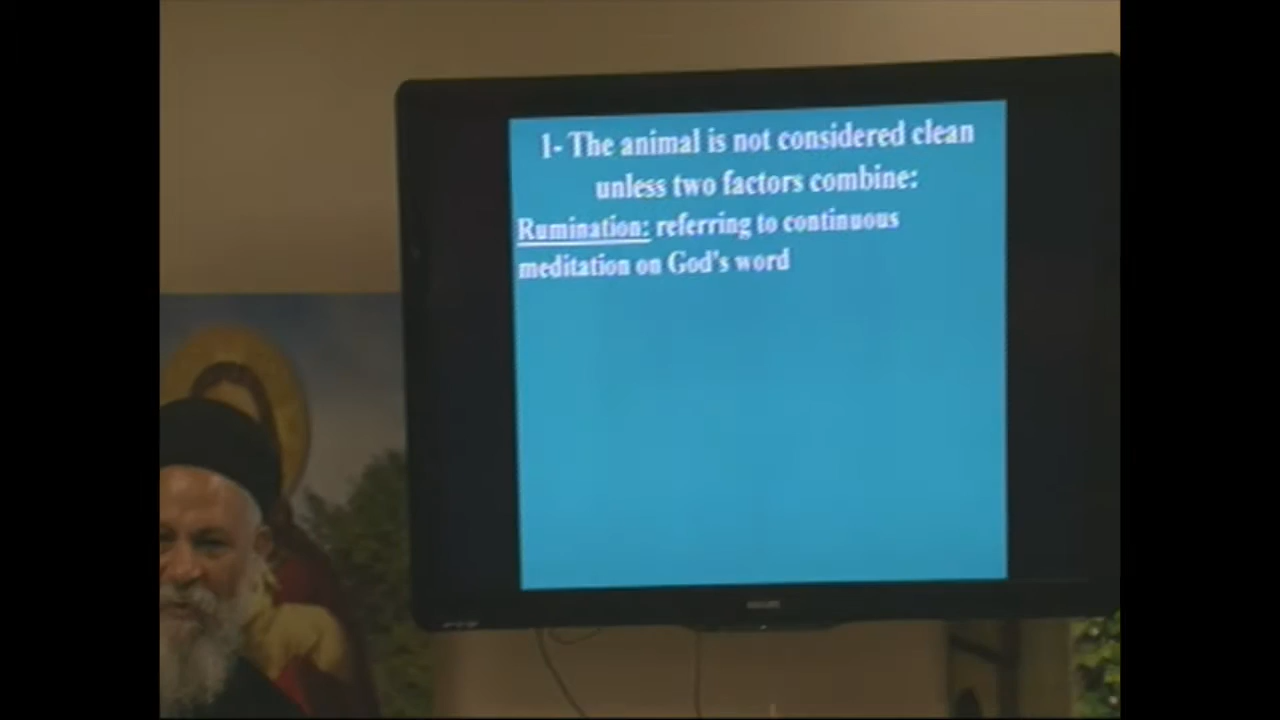 1- The animal is not considered clean
unless two factors combine:
Rumination: referring to continuous
meditation on God's word